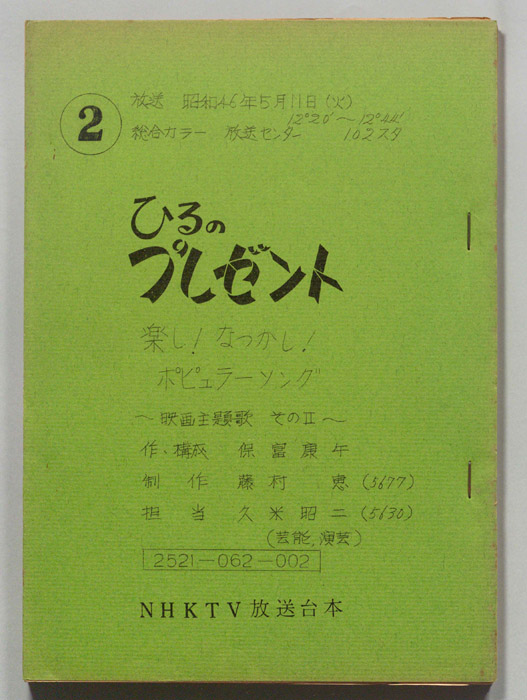 2
放送 昭和46年5月11日(火)
12°20'～12°44'
総合カラー 放送センター 102スタ
ひるの
プレゼント
楽し！なつかし！
ポピュラーソング
～映画主題歌 そのⅡ～
作、構成 保富康午
制作 藤村恵(5677)
担当 久米昭二(5630)
(芸能,演芸)
2521-062-002
NHKTV放送台本